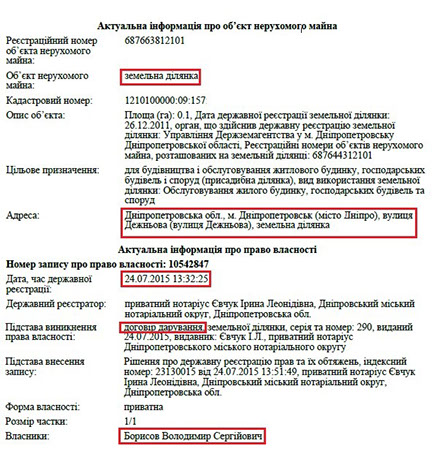 Актуальна інформація про об’єкт нерухомого майна
Реєстраційний номер
об’єкта нерухомого
майна:
687663812101
Об’єкт нерухомого
майна:
земельна ділянка
Кадастровий номер:
1210100000:09:157:
Опис об’єкта:
Площа (га): 0.1, Дата державної реєстрації земельної ділянки:
26.12.2011, орган, що здійснив державну реєстрацію земельної
ділянки: Управління Держземагентства у м. Дніпропетровську
Дніпропетровської області, Реєстраційні номери об’єктів нерухомого
майна, розташованих на земельній ділянці: 687644312101
Цільове призначення:
для будівництва і обслуговування житлового будинку, господарських
будівель і споруд (присадибна ділянка), вид використання земельної
ділянки: Обслуговування жилого будинку, господарських будівель та
споруд
Адреса:
Дніпропетровська обл., м. Дніпропетровськ (місто Дніпро), вулиця
Дежньова (вулиця Дежньова), земельна ділянка
Актуальна інформація про право власності
Номер запису про право власності: 10542847
Дата, час державної
реєстрації:
24.07.2015 13:32:25
Державний реєстратор:
приватний нотаріус Євчук Ірина Леонідівна, Дніпровський міський
нотаріальний округ, Дніпропетровська обл.
Підстава виникнення
права власності:
договір дарування, земельної ділянки, серія та номер: 290, виданий
24.07.2015, видавник: Євчук І.Л., приватний нотаріус
Дніпропетровського міського нотаріального округу
Підстава внесення
запису:
Рішення про державну реєстрацію прав та їх обтяжень, індексний
номер: 23130015 від 24.07.2015 13:51:49, приватний нотаріус Євчук
Ірина Леонідівна, Дніпровський міський нотаріальний округ,
Дніпропетровська обл.
Форма власності:
приватна
Розмір частки:
1/1
Власники:
Борисов Володимир Сергійович